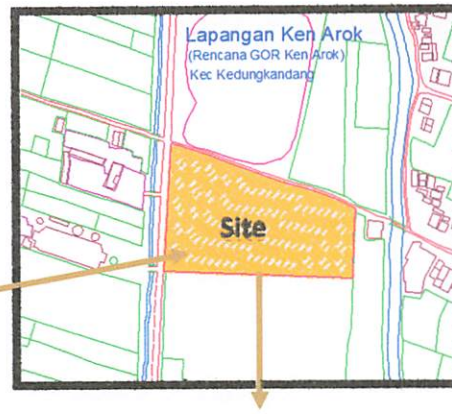 Lapangan Ken Arok
(Rencana GOR Ken Arok)
Kec Kedungkandang
Site